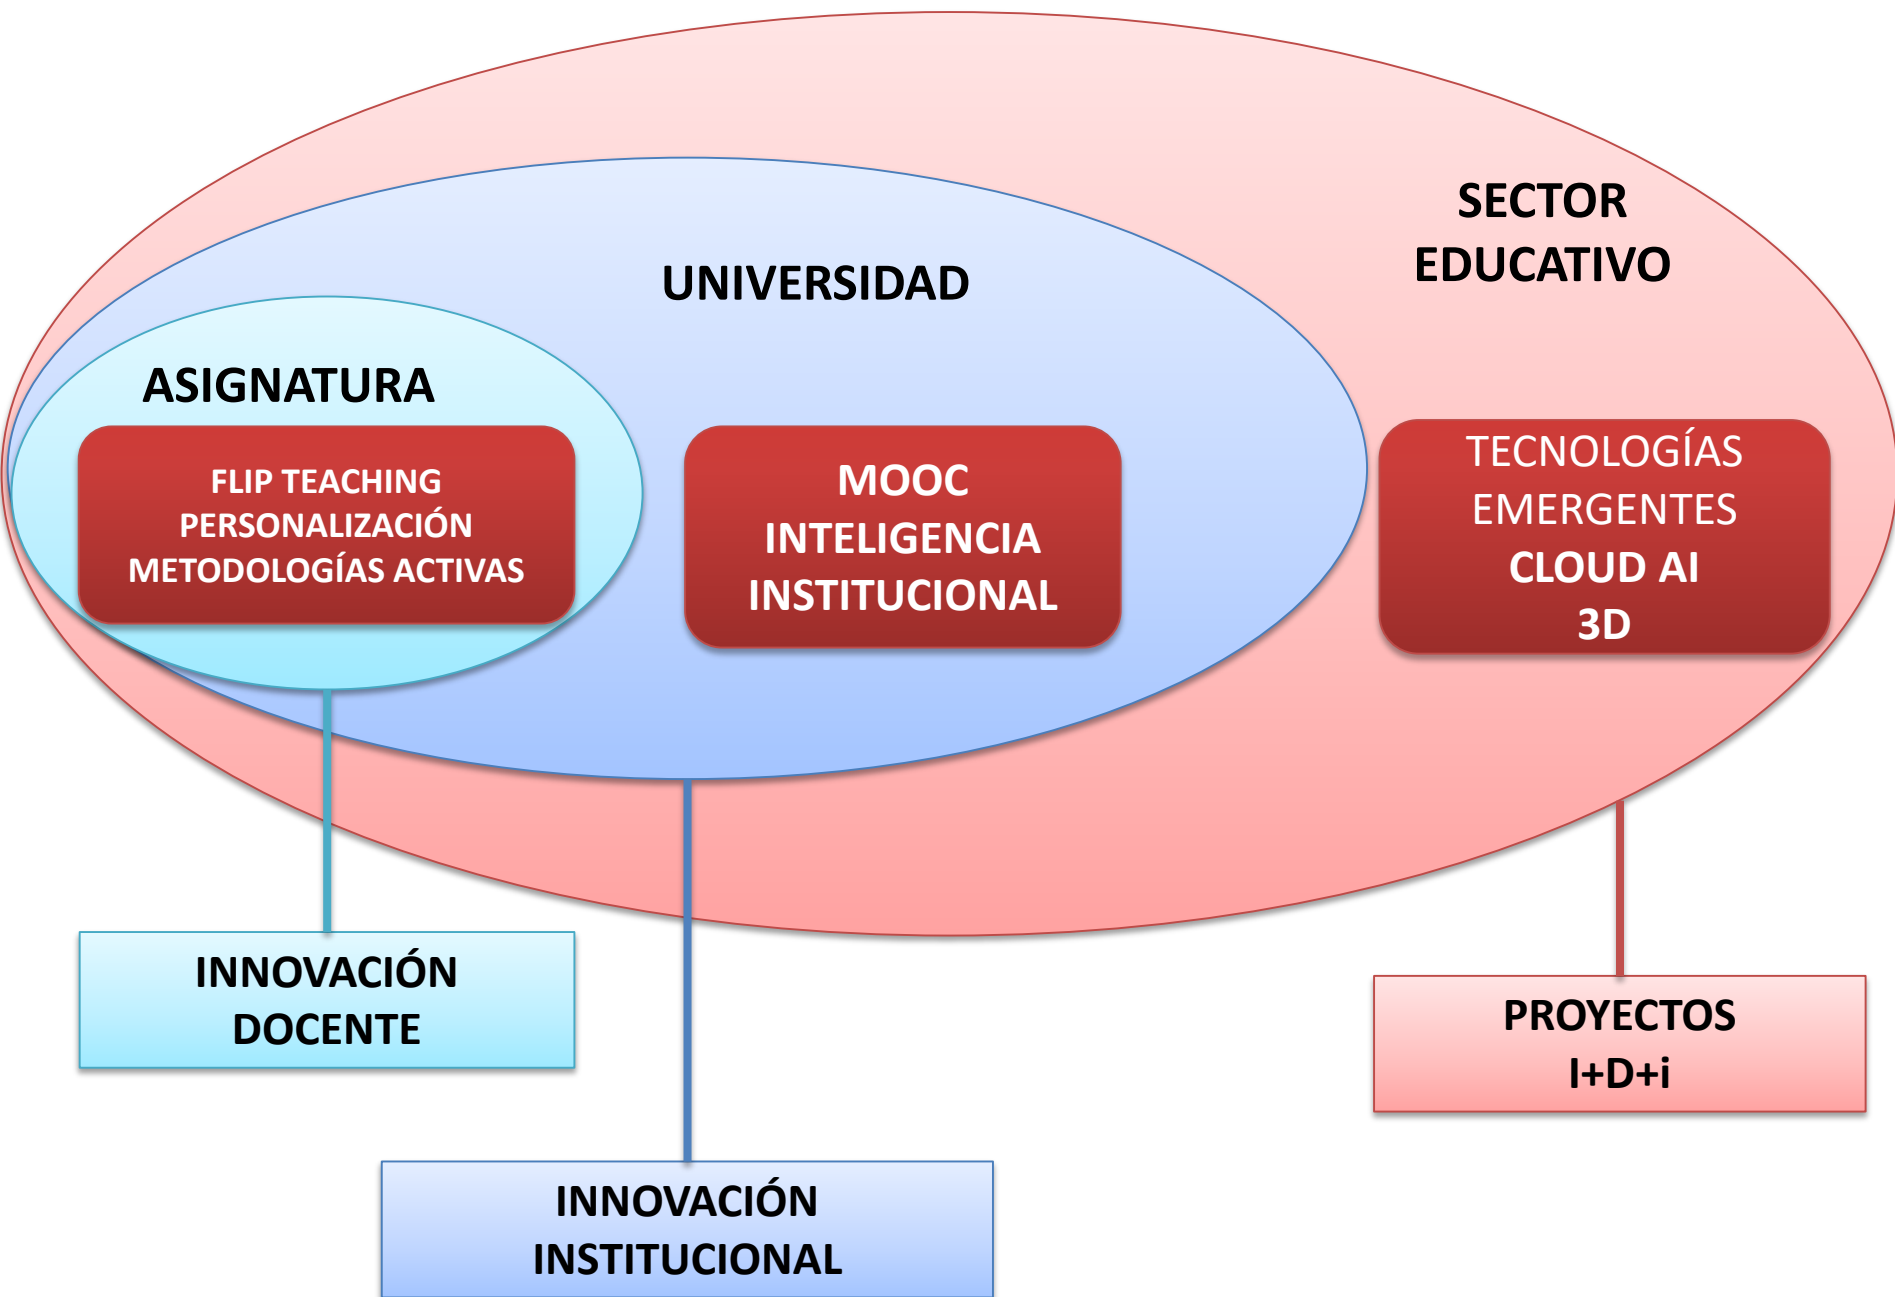 SECTOR
EDUCATIVO
UNIVERSIDAD
ASIGNATURA
FLIP TEACHING
PERSONALIZACIÓN
METODOLOGÍAS ACTIVAS
MOOC
INTELIGENCIA
INSTITUCIONAL
TECNOLOGÍAS
EMERGENTES
CLOUD AI
3D
INNOVACIÓN
DOCENTE
PROYECTOS
I+D+i
INNOVACIÓN
INSTITUCIONAL